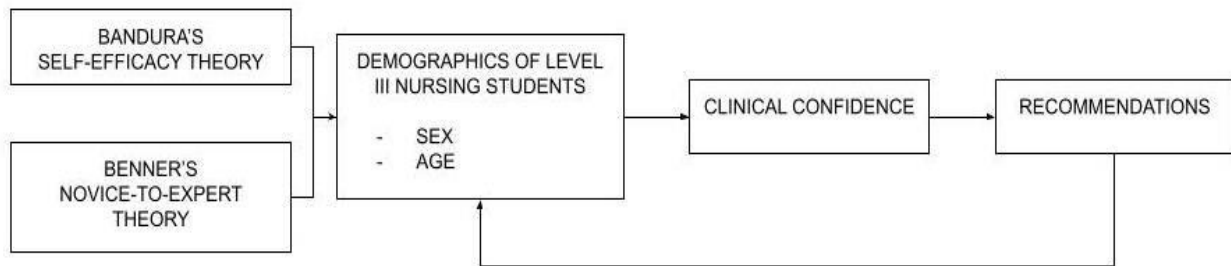 BANDURA'S
SELF-EFFICACY THEORY
BENNER'S
NOVICE-TO-EXPERT
THEORY
DEMOGRAPHICS OF LEVEL
III NURSING STUDENTS
- SEX
- AGE
CLINICAL CONFIDENCE
RECOMMENDATIONS